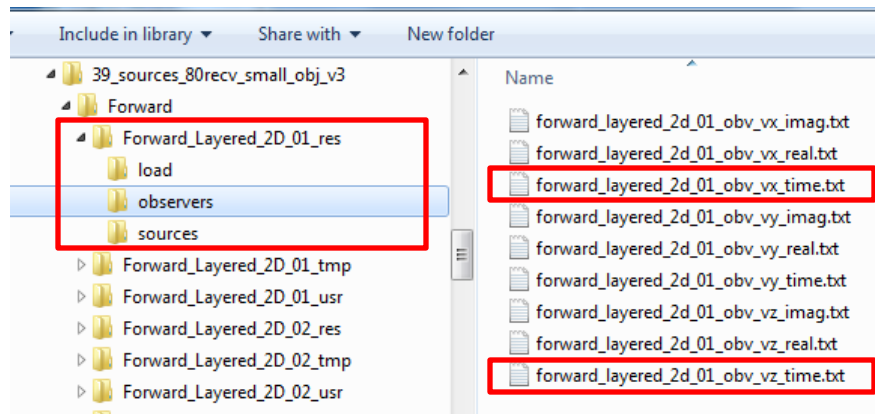 Include in library Share with New folder
39_sources_80recv_small_obj_v3
Forward
Forward_Layered_2D_01_res
load
observers
sources
Forward_Layered_2D_01_tmp
Forward_Layered_2D_01_usr
Forward_Layered_2D_02_res
Forward_Layered_2D_02_tmp
Forward_Layered_2D_02_usr
Name
forward_layered_2d_01_obv_vx_imag.txt
forward_layered_2d_01_obv_vx_real.txt
forward_layered_2d_01_obv_vx_time.txt
forward_layered_2d_01_obv_vy_imag.txt
forward_layered_2d_01_obv_vy_real.txt
forward_layered_2d_01_obv_vy_time.txt
forward_layered_2d_01_obv_vz_imag.txt
forward_layered_2d_01_obv_vz_real.txt
forward_layered_2d_01_obv_vz_time.txt